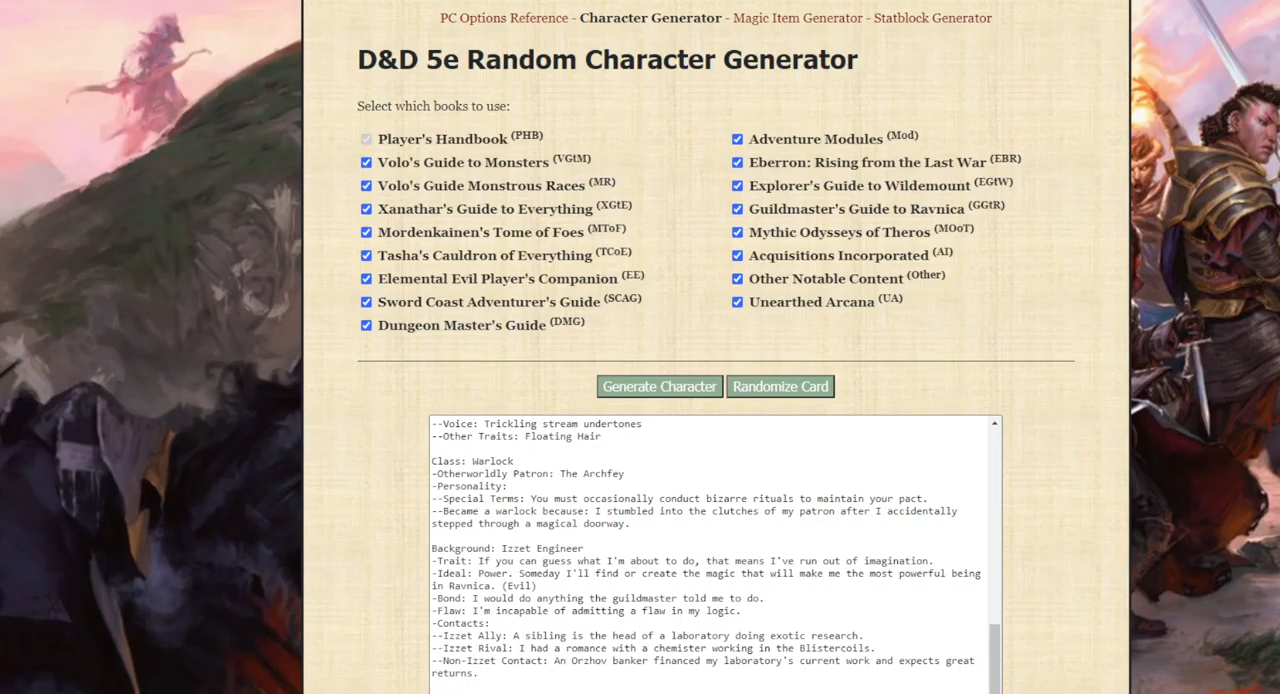 PC Options Reference - Character Generator - Magic Item Generator - Statblock Generator
D&D 5e Random Character Generator
Select which books to use:
Player's Handbook (PHB)
Volo's Guide to Monsters (VGtM)
Volo's Guide Monstrous Races (MR)
Xanathar's Guide to Everything (XGtE)
Mordenkainen's Tome of Foes (MToF)
Tasha's Cauldron of Everything (TCoE)
Elemental Evil Player's Companion (EE)
Sword Coast Adventurer's Guide (SCAG)
Dungeon Master's Guide (DMG)
Adventure Modules (Mod)
Eberron: Rising from the Last War (EBR)
Explorer's Guide to Wildemount (EGtW)
Guildmaster's Guide to Ravnica (GGtR)
Mythic Odysseys of Theros (MOoT)
Acquisitions Incorporated (AI)
Other Notable Content (Other)
Unearthed Arcana (UA)
Generate Character Randomize Card
--Voice: Trickling stream undertones
--Other Traits: Floating Hair
Class: Warlock
-Otherworldly Patron: The Archfey
-Personality:
--Special Terms: You must occasionally conduct bizarre rituals to maintain your pact.
--Became a warlock because: I stumbled into the clutches of my patron after I accidentally
stepped through a magical doorway.
Background: Izzet Engineer
-Trait: If you can guess what I'm about to do, that means I've run out of imagination.
-Ideal: Power. Someday I'll find or create the magic that will make me the most powerful being
in Ravnica. (Evil)
-Bond: I would do anything the guildmaster told me to do.
-Flaw: I'm incapable of admitting a flaw in my logic.
-Contacts:
--Izzet Ally: A sibling is the head of a laboratory doing exotic research.
--Izzet Rival: I had a romance with a chemister working in the Blistercoils.
--Non-Izzet Contact: An Orzhov banker financed my laboratory's current work and expects great
returns.